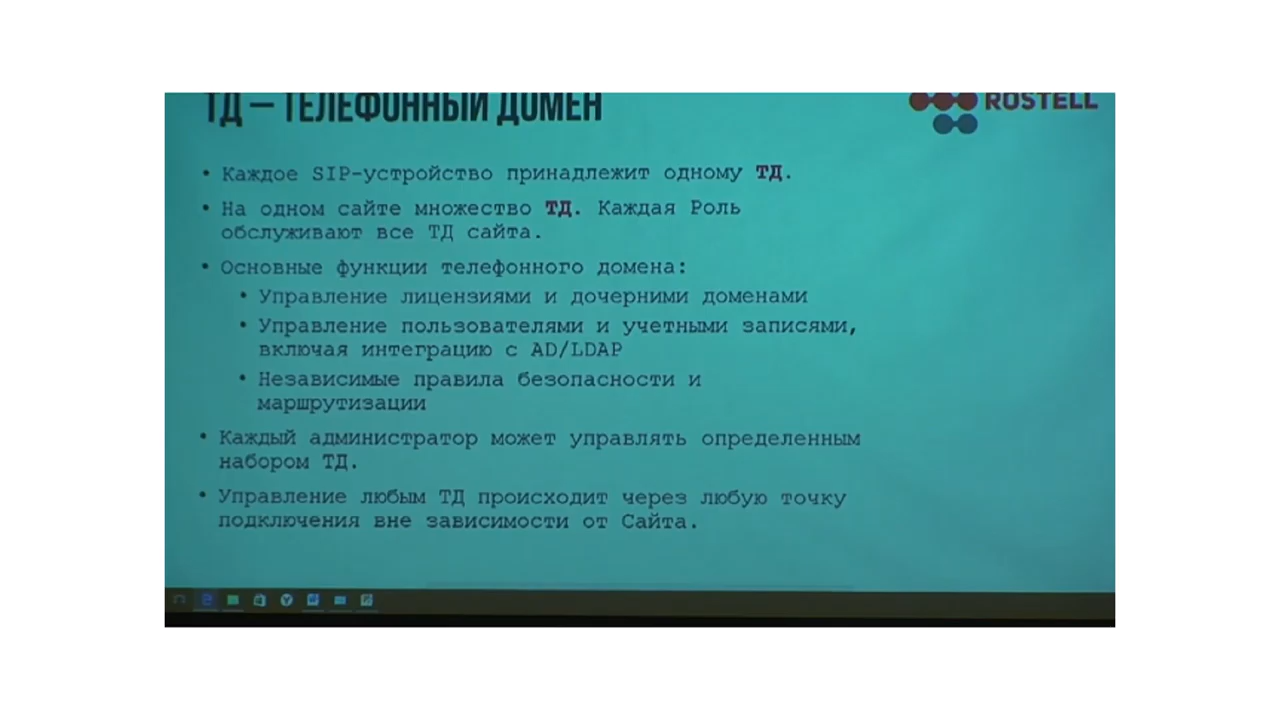 ТД — ТЕЛЕФОННЫЙ ДОМЕН
ROSTELL
• Каждое SIP-устройство принадлежит одному ТД.
• На одном сайте множество ТД. Каждая Роль
обслуживают все ТД сайта.
• Основные функции телефонного домена:
• Управление лицензиями и дочерними доменами
• Управление пользователями и учетными записями,
включая интеграцию с AD/LDAP
• Независимые правила безопасности и
маршрутизации
• Каждый администратор может управлять определенным
набором ТД.
• Управление любым ТД происходит через любую точку
подключения вне зависимости от Сайта.